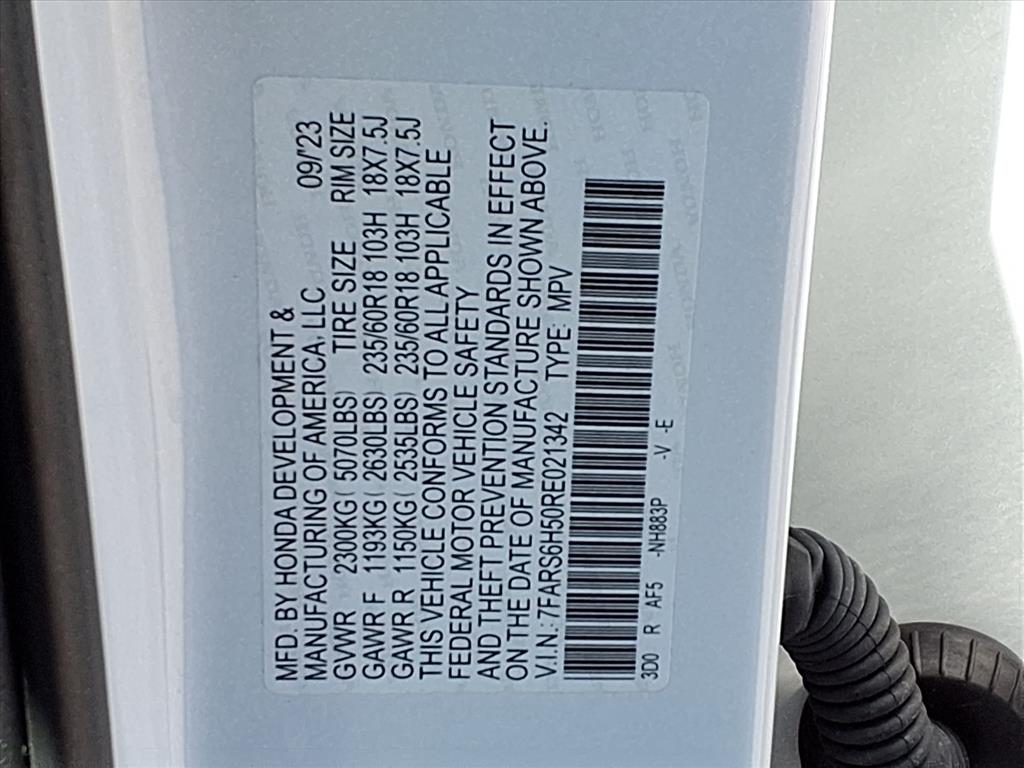 MFD. BY HONDA DEVELOPMENT &
MANUFACTURING OF AMERICA, LLC 09/'23
GVWR 2300KG( 5070LBS) TIRE SIZE RIM SIZE
GAWR F 1193KG( 2630LBS) 235/60R18 103H 18X7.5J
GAWR R 1150KG( 2535LBS) 235/60R18 103H 18X7.5J
THIS VEHICLE CONFORMS TO ALL APPLICABLE
FEDERAL MOTOR VEHICLE SAFETY
AND THEFT PREVENTION STANDARDS IN EFFECT
ON THE DATE OF MANUFACTURE SHOWN ABOVE.
V.I.N.: 7FARS6H50RE021342 TYPE: MPV
3D0 R AF5 -NH883P -V -E